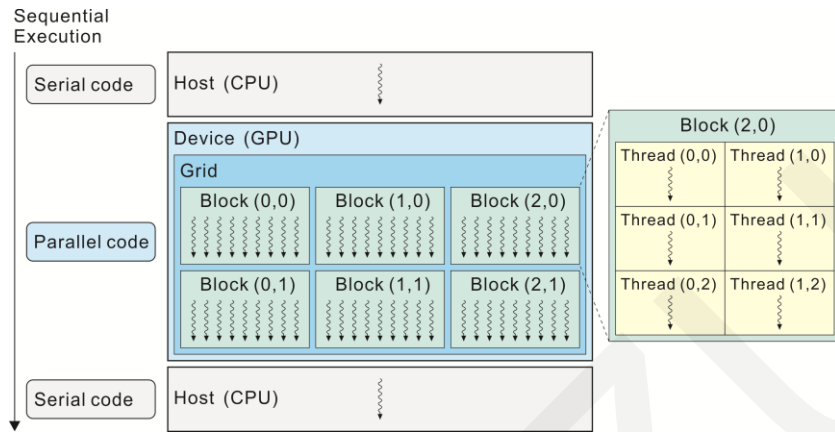 Sequential
Execution
Serial code
Host (CPU)
Device (GPU)
Grid
Parallel code
Block (0,0)
Block (1,0)
Block (2,0)
Block (0,1)
Block (1,1)
Block (2,1)
Block (2,0)
Thread (0,0)
Thread (1,0)
Thread (0,1)
Thread (1,1)
Thread (0,2)
Thread (1,2)
Serial code
Host (CPU)